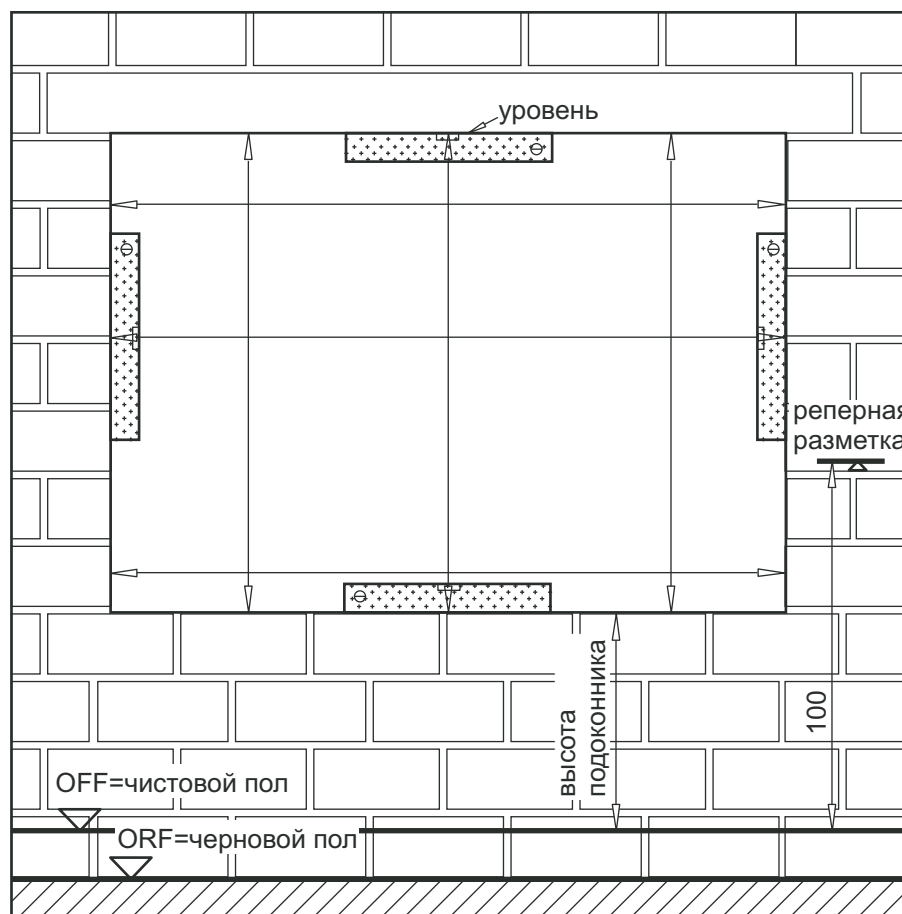 уровень
реперная
разметка
100
высота
подоконника
OFF=чистовой пол
ORF=черновой пол